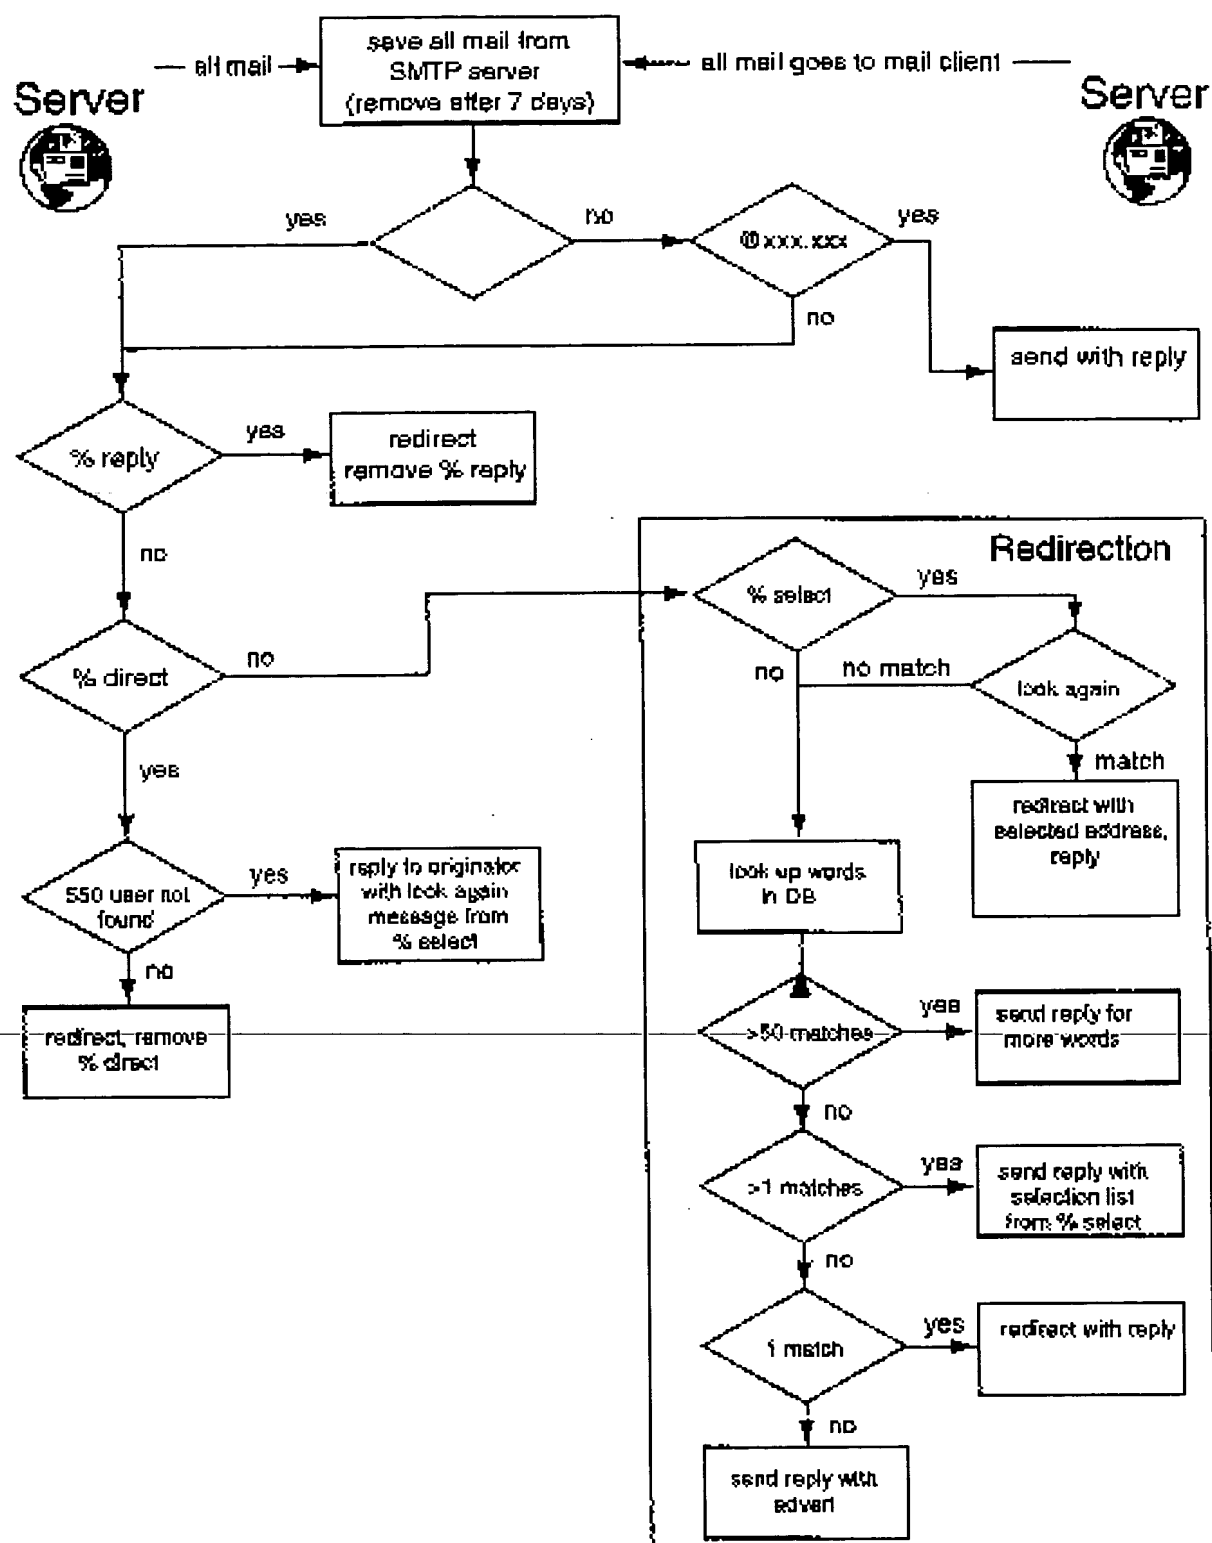 save all mail from
SMTP server
(remove after 7 days)
all mail
all mail goes to mail client
Server
Server
yes
no
@xxx.xxx
yes
no
send with reply
% reply
yes
redirect
remove % reply
no
Redirection
% select
yes
% direct
no
no
no match
look again
yes
match
redirect with
selected address,
reply
look up words
in DB
550 user not
found
yes
reply to originator
with look again
message from
% select
no
redirect, remove
% direct
>50 matches
yes
send reply for
more words
no
>1 matches
yes
send reply with
selection list
from % select
no
1 match
yes
redirect with reply
no
send reply with
advert